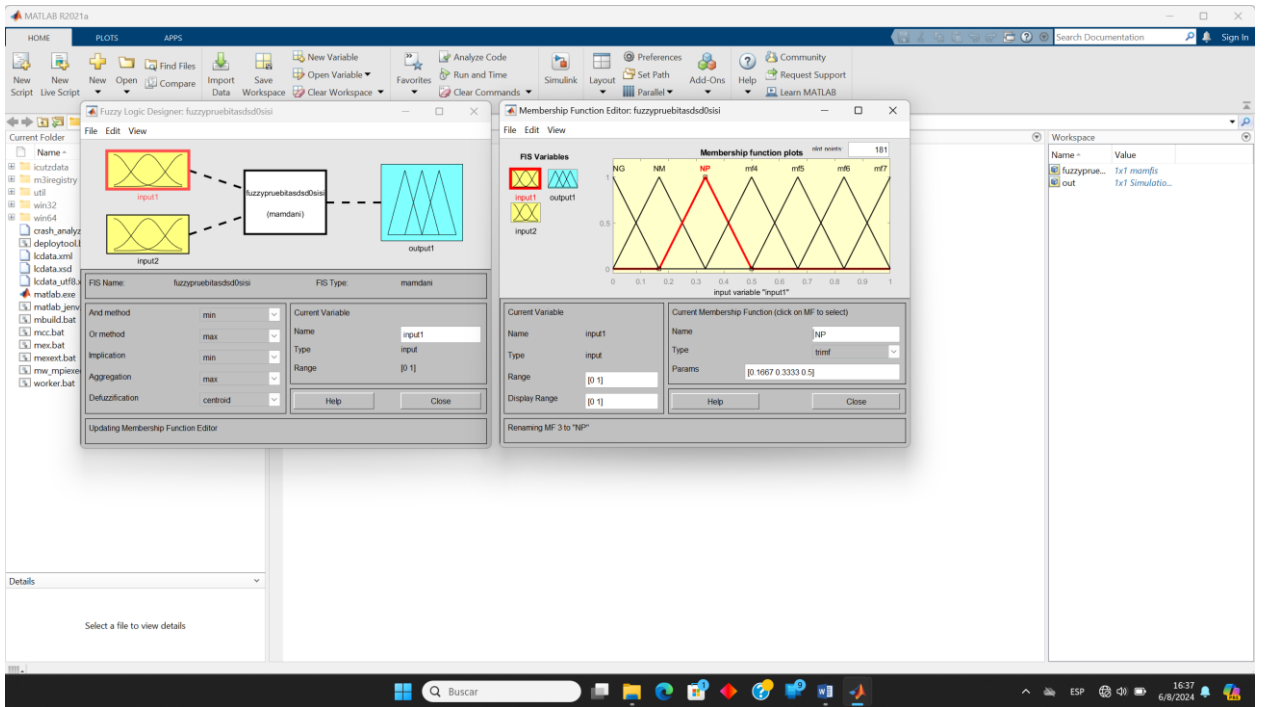 MATLAB R2021a
HOME PLOTS APPS
Search Documentation Sign In
New Script
New Live Script
New
Open
Find Files
Compare
Import Data
Save Workspace
New Variable
Open Variable
Clear Workspace
Favorites
Analyze Code
Run and Time
Clear Commands
Simulink
Layout
Preferences
Set Path
Parallel
Add-Ons
Help
Community
Request Support
Learn MATLAB
Current Folder
Name
icutzdata
m3iregistry
util
win32
win64
crash_analyz
deploytool.b
lcdata.xml
lcdata.xsd
lcdata_utf8.x
matlab.exe
matlab_jenv
mbuild.bat
mcc.bat
mex.bat
mexext.bat
mw_mpiexe
worker.bat
Details
Select a file to view details
Fuzzy Logic Designer: fuzzypruebitasdsd0sisi
File Edit View
input1
input2
fuzzypruebitasdsd0sisi
(mamdani)
output1
FIS Name: fuzzypruebitasdsd0sisi FIS Type: mamdani
And method min
Or method max
Implication min
Aggregation max
Defuzzification centroid
Current Variable
Name input1
Type input
Range [0 1]
Help Close
Updating Membership Function Editor
Membership Function Editor: fuzzypruebitasdsd0sisi
File Edit View
FIS Variables
input1 output1
input2
Membership function plots plot points: 181
NG NM NP mf4 mf5 mf6 mf7
1
0.5
0
0 0.1 0.2 0.3 0.4 0.5 0.6 0.7 0.8 0.9 1
input variable "input1"
Current Variable
Name input1
Type input
Range [0 1]
Display Range [0 1]
Current Membership Function (click on MF to select)
Name NP
Type trimf
Params [0.1667 0.3333 0.5]
Help Close
Renaming MF 3 to "NP"
Workspace
Name Value
fuzzyprue... 1x1 mamfis
out 1x1 Simulatio...
Buscar
9
ESP
16:37
6/8/2024